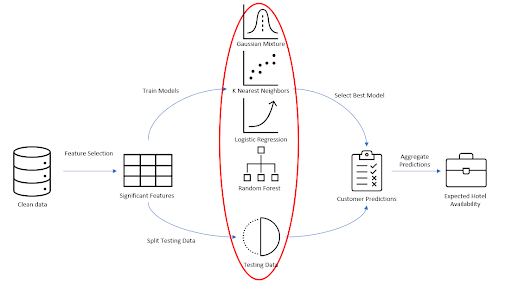 Gaussian Mixture
Train Models
K Nearest Neighbors
Select Best Model
Logistic Regression
Feature Selection
Aggregate
Predictions
Random Forest
Clean data
Significant Features
Customer Predictions
Expected Hotel
Availability
Split Testing Data
Testing Data